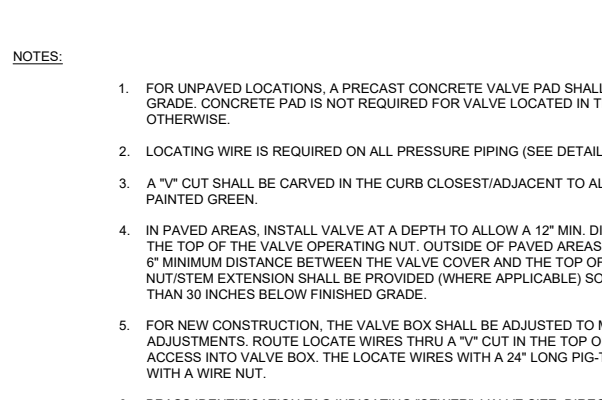 NOTES:
1. FOR UNPAVED LOCATIONS, A PRECAST CONCRETE VALVE PAD SHALL
GRADE. CONCRETE PAD IS NOT REQUIRED FOR VALVE LOCATED IN T
OTHERWISE.
2. LOCATING WIRE IS REQUIRED ON ALL PRESSURE PIPING (SEE DETAIL
3. A "V" CUT SHALL BE CARVED IN THE CURB CLOSEST/ADJACENT TO AL
PAINTED GREEN.
4. IN PAVED AREAS, INSTALL VALVE AT A DEPTH TO ALLOW A 12" MIN. DI
THE TOP OF THE VALVE OPERATING NUT. OUTSIDE OF PAVED AREAS
6" MINIMUM DISTANCE BETWEEN THE VALVE COVER AND THE TOP OF
NUT/STEM EXTENSION SHALL BE PROVIDED (WHERE APPLICABLE) SO
THAN 30 INCHES BELOW FINISHED GRADE.
5. FOR NEW CONSTRUCTION, THE VALVE BOX SHALL BE ADJUSTED TO M
ADJUSTMENTS. ROUTE LOCATE WIRES THRU A "V" CUT IN THE TOP O
ACCESS INTO VALVE BOX. THE LOCATE WIRES WITH A 24" LONG PIG-T
WITH A WIRE NUT.